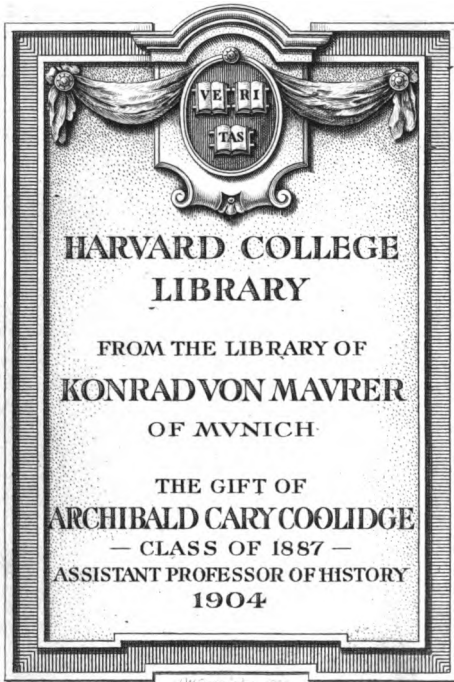 VE RI
TAS
HARVARD COLLEGE
LIBRARY
FROM THE LIBRARY OF
KONRAD VON MAVRER
OF MVNICH
THE GIFT OF
ARCHIBALD CARY COOLIDGE
— CLASS OF 1887 —
ASSISTANT PROFESSOR OF HISTORY
1904